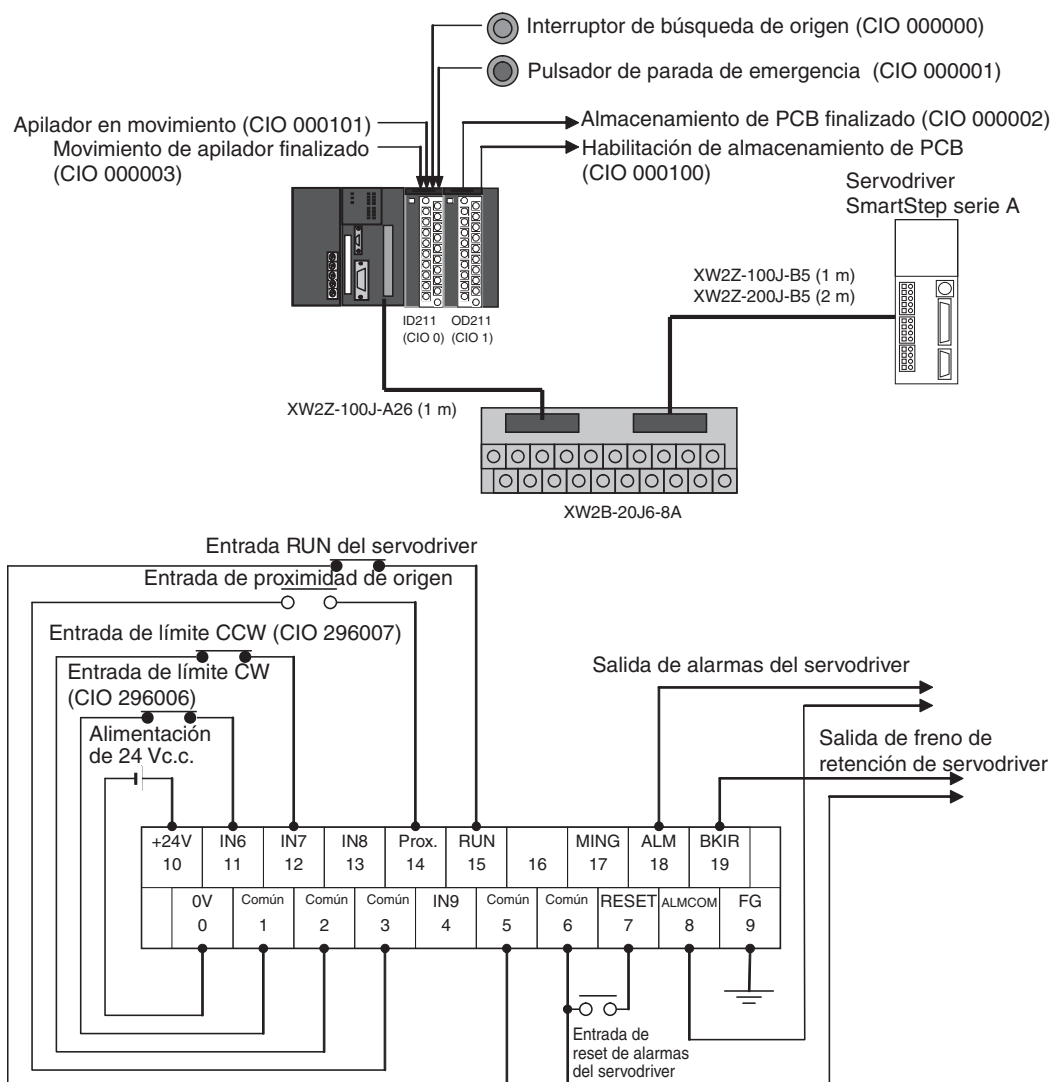 Interruptor de búsqueda de origen (CIO 000000)
Pulsador de parada de emergencia (CIO 000001)
Apilador en movimiento (CIO 000101)
Movimiento de apilador finalizado
(CIO 000003)
Almacenamiento de PCB finalizado (CIO 000002)
Habilitación de almacenamiento de PCB
(CIO 000100)
Servodriver
SmartStep serie A
XW2Z-100J-B5 (1 m)
XW2Z-200J-B5 (2 m)
ID211
(CIO 0)
OD211
(CIO 1)
XW2Z-100J-A26 (1 m)
XW2B-20J6-8A
Entrada RUN del servodriver
Entrada de proximidad de origen
Entrada de límite CCW (CIO 296007)
Entrada de límite CW
(CIO 296006)
Alimentación
de 24 Vc.c.
Salida de alarmas del servodriver
Salida de freno de
retención de servodriver
+24V IN6 IN7 IN8 Prox. RUN MING ALM BKIR
10 11 12 13 14 15 16 17 18 19
0V Común Común Común IN9 Común Común RESET ALMCOM FG
0 1 2 3 4 5 6 7 8 9
Entrada de
reset de alarmas
del servodriver